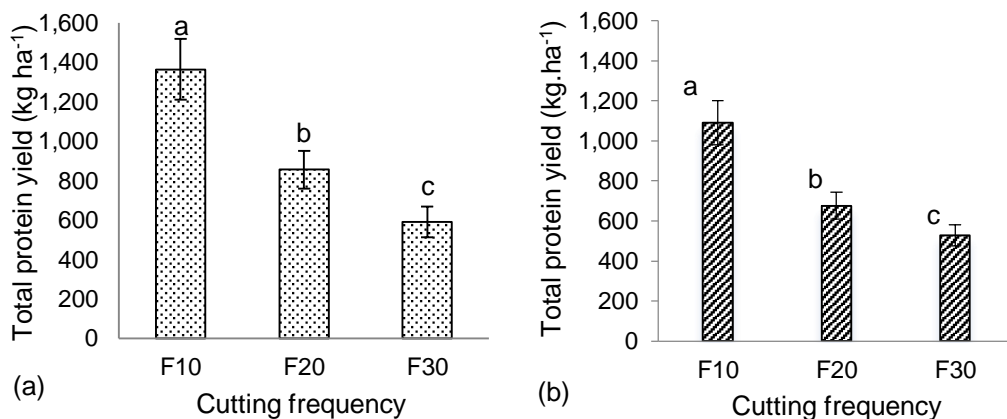 Total protein yield (kg ha-1)
1,600
1,400
1,200
1,000
800
600
400
200
0
a
b
c
F10 F20 F30
Cutting frequency
(a)
Total protein yield (kg.ha-1)
1,600
1,400
1,200
1,000
800
600
400
200
0
a
b
c
F10 F20 F30
Cutting frequency
(b)